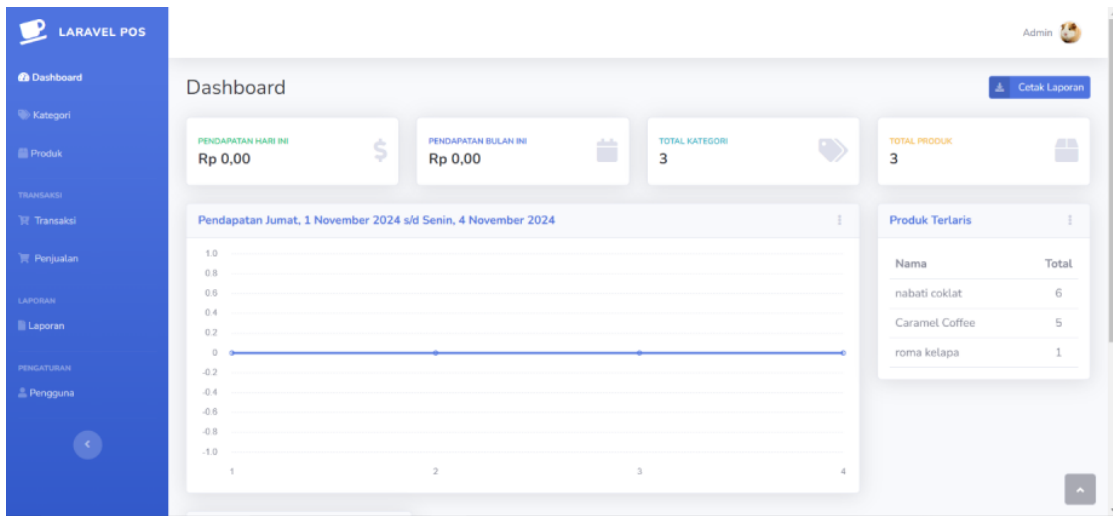 LARAVEL POS
Admin
Dashboard
Kategori
Produk
TRANSAKSI
Transaksi
Penjualan
LAPORAN
Laporan
PENGATURAN
Pengguna
Dashboard
Cetak Laporan
PENDAPATAN HARI INI
Rp 0,00
PENDAPATAN BULAN INI
Rp 0,00
TOTAL KATEGORI
3
TOTAL PRODUK
3
Pendapatan Jumat, 1 November 2024 s/d Senin, 4 November 2024
1.0
0.8
0.6
0.4
0.2
0
-0.2
-0.4
-0.6
-0.8
-1.0
1 2 3 4
Produk Terlaris
Nama Total
nabati coklat 6
Caramel Coffee 5
roma kelapa 1